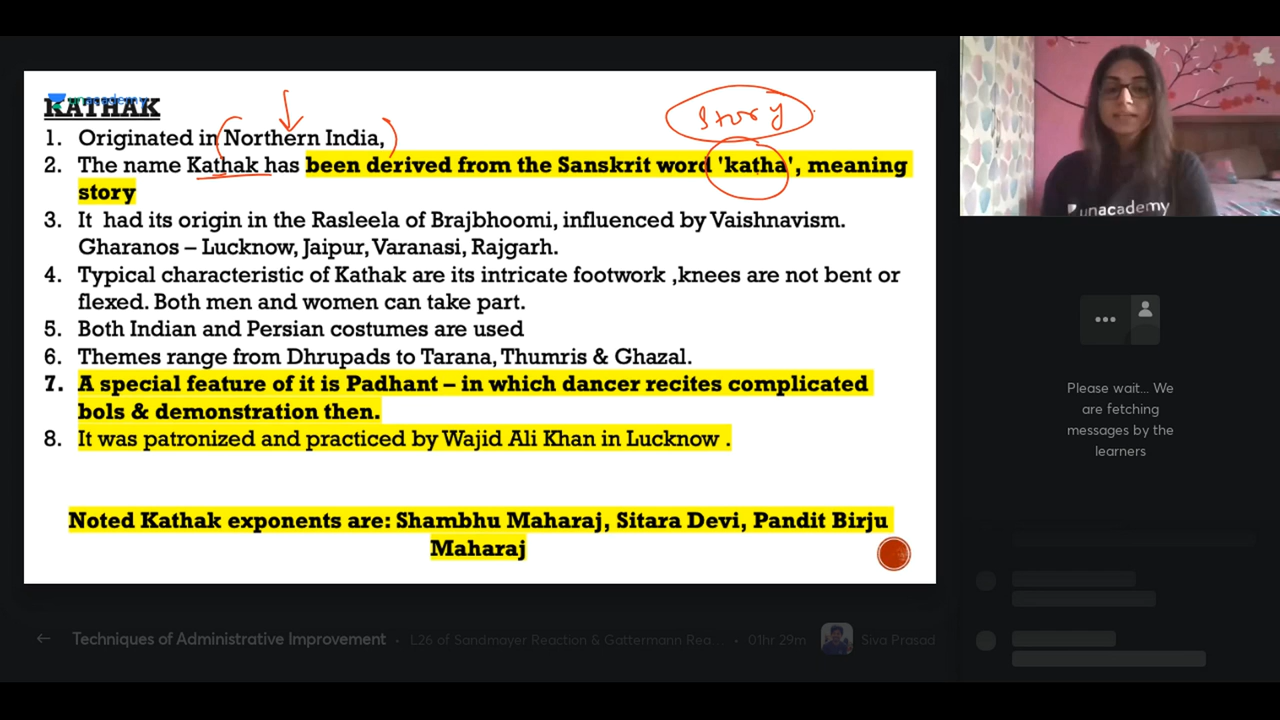 unacademy
KATHAK
story
1. Originated in Northern India,
2. The name Kathak has been derived from the Sanskrit word 'katha', meaning
story
3. It had its origin in the Rasleela of Brajbhoomi, influenced by Vaishnavism.
Gharanos – Lucknow, Jaipur, Varanasi, Rajgarh.
4. Typical characteristic of Kathak are its intricate footwork ,knees are not bent or
flexed. Both men and women can take part.
5. Both Indian and Persian costumes are used
6. Themes range from Dhrupads to Tarana, Thumris & Ghazal.
7. A special feature of it is Padhant – in which dancer recites complicated
bols & demonstration then.
8. It was patronized and practiced by Wajid Ali Khan in Lucknow .
Noted Kathak exponents are: Shambhu Maharaj, Sitara Devi, Pandit Birju
Maharaj
unacademy
Please wait... We
are fetching
messages by the
learners
Techniques of Administrative Improvement • L26 of Sandmayer Reaction & Gattermann Rea... • 01hr 29m Siva Prasad